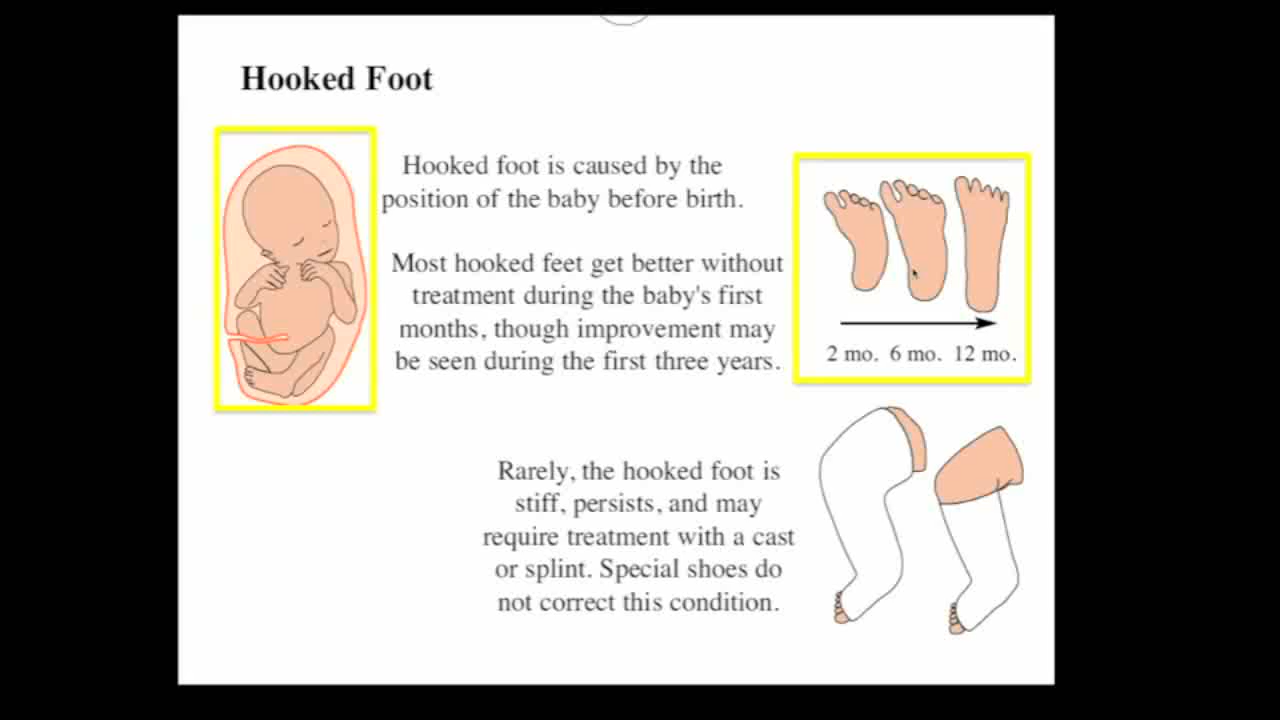 Hooked Foot
Hooked foot is caused by the
position of the baby before birth.
Most hooked feet get better without
treatment during the baby's first
months, though improvement may
be seen during the first three years.
2 mo. 6 mo. 12 mo.
Rarely, the hooked foot is
stiff, persists, and may
require treatment with a cast
or splint. Special shoes do
not correct this condition.